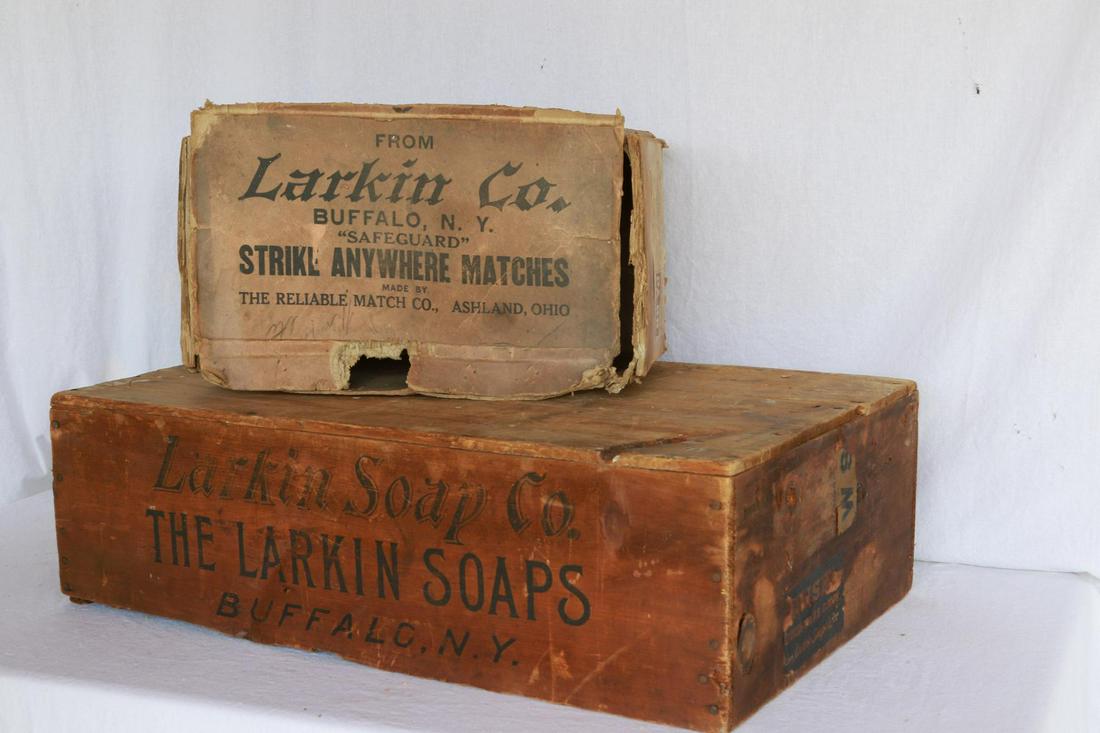 FROM
Larkin Co.
BUFFALO, N. Y.
"SAFEGUARD"
STRIKE ANYWHERE MATCHES
MADE BY
THE RELIABLE MATCH CO., ASHLAND, OHIO
Larkin Soap Co.
THE LARKIN SOAPS
BUFFALO, N.Y.
S W